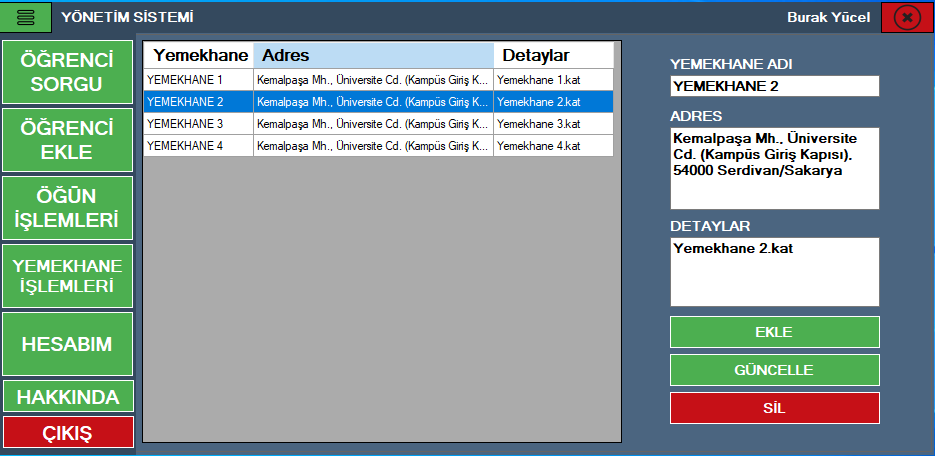 YÖNETİM SİSTEMİ
Burak Yücel
ÖĞRENCİ
SORGU
ÖĞRENCİ
EKLE
ÖĞÜN
İŞLEMLERİ
YEMEKHANE
İŞLEMLERİ
HESABIM
HAKKINDA
ÇIKIŞ
Yemekhane Adres Detaylar
YEMEKHANE 1 Kemalpaşa Mh., Üniversite Cd. (Kampüs Giriş K... Yemekhane 1.kat
YEMEKHANE 2 Kemalpaşa Mh., Üniversite Cd. (Kampüs Giriş K... Yemekhane 2.kat
YEMEKHANE 3 Kemalpaşa Mh., Üniversite Cd. (Kampüs Giriş K... Yemekhane 3.kat
YEMEKHANE 4 Kemalpaşa Mh., Üniversite Cd. (Kampüs Giriş K... Yemekhane 4.kat
YEMEKHANE ADI
YEMEKHANE 2
ADRES
Kemalpaşa Mh., Üniversite
Cd. (Kampüs Giriş Kapısı),
54000 Serdivan/Sakarya
DETAYLAR
Yemekhane 2.kat
EKLE
GÜNCELLE
SİL